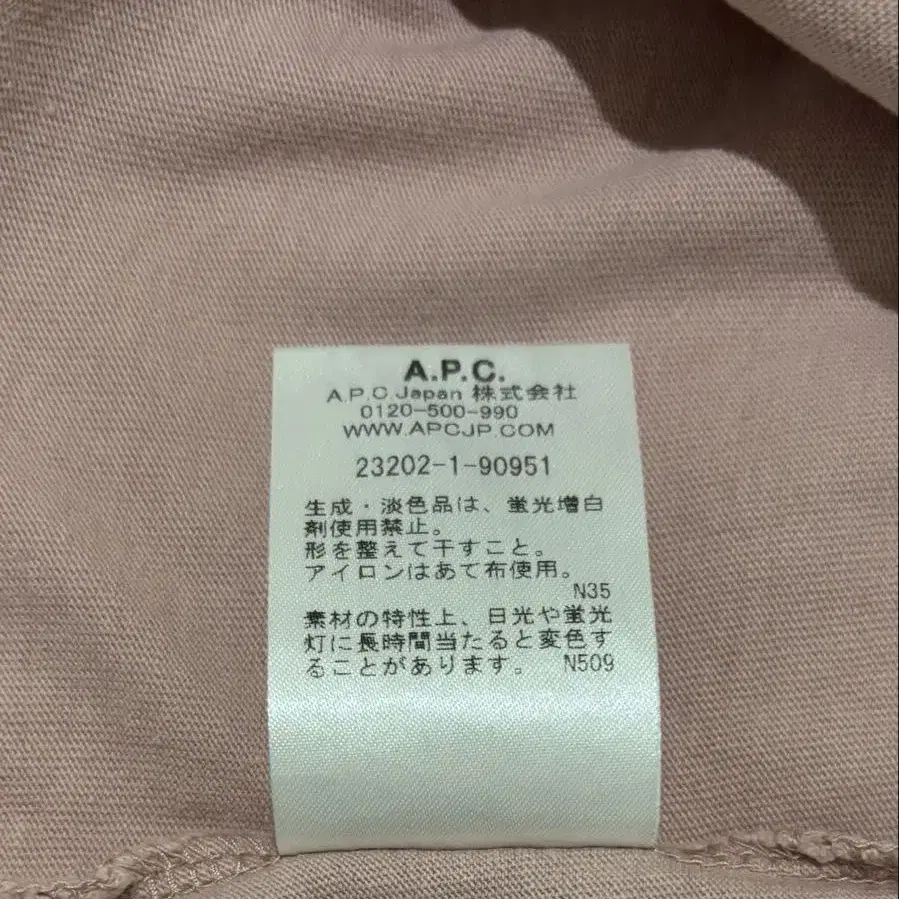 A.P.C.
A.P.C.Japan 株式会社
0120-500-990
WWW.APCJP.COM
23202-1-90951
生成・淡色品は、蛍光増白
剤使用禁止。
形を整えて干すこと。
アイロンはあて布使用。
N35
素材の特性上、日光や蛍光
灯に長時間当たると変色す
ることがあります。 N509